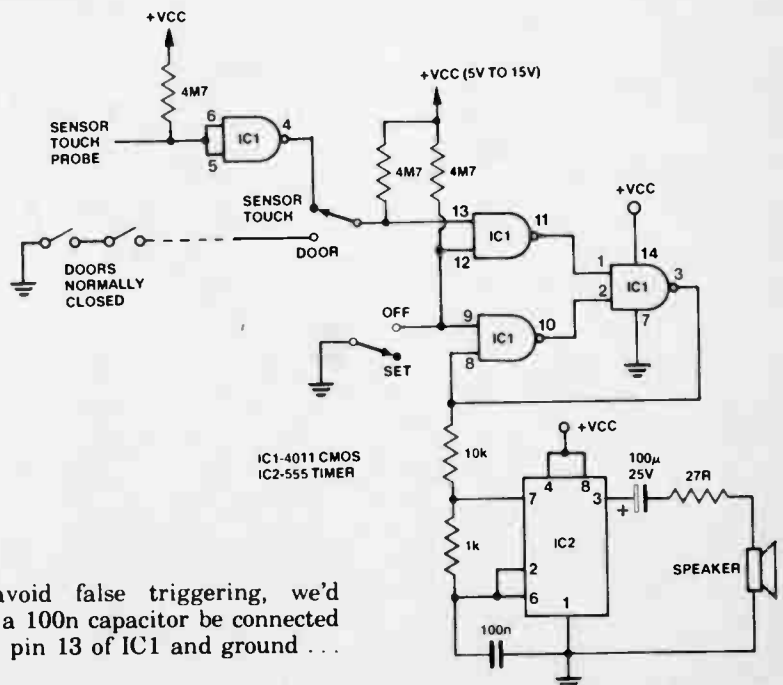 +VCC
4M7
SENSOR
TOUCH
PROBE
6
5
IC1
4
+VCC (5V TO 15V)
4M7
4M7
SENSOR
TOUCH
DOOR
DOORS
NORMALLY
CLOSED
13
12
IC1
11
+VCC
14
1
2
IC1
3
7
OFF
SET
9
8
IC1
10
IC1-4011 CMOS
IC2-555 TIMER
10k
1k
+VCC
4
8
7
3
2
6
1
IC2
100µ
25V
+
27R
SPEAKER
100n
avoid false triggering, we'd
a 100n capacitor be connected
pin 13 of IC1 and ground ...